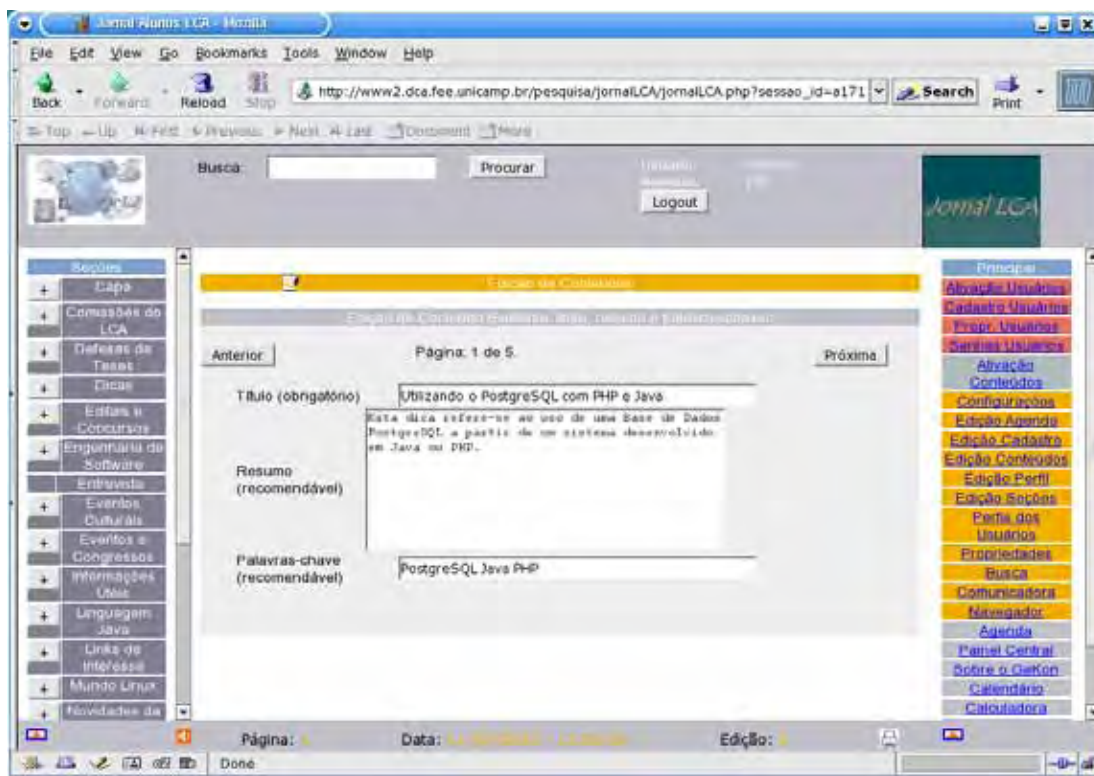 Jornal Alunos LCA - Mozilla
File Edit View Go Bookmarks Tools Window Help
Back Forward Reload Stop http://www2.dca.fee.unicamp.br/pesquisa/jornalLCA/jornalLCA.php?sessao_id=a171 Search Print
Top Up First Previous Next Last Document More
Busca: Procurar
Logout
Jornal LCA
Seções
+ Capa
+ Comissões do
LCA
+ Defesas de
Teses
+ Dicas
+ Editais e
Concursos
+ Engenharia de
Software
Entrevista
+ Eventos
Culturais
+ Eventos e
Congressos
+ Informações
Úteis
+ Linguagem
Java
+ Links de
Interesse
+ Mundo Linux
+ Novidades da
Edição de Conteúdos
Edição de Conteúdo
Anterior Página: 1 de 5. Próxima
Título (obrigatório) Utilizando o PostgreSQL com PHP e Java
Resumo
(recomendável)
Esta dica refere-se ao uso de uma Base de Dados
PostgreSQL a partir de um sistema desenvolvido
em Java ou PHP.
Palavras-chave
(recomendável)
PostgreSQL Java PHP
Principal
Ativação Usuários
Cadastro Usuários
Propr. Usuários
Senhas Usuários
Ativação
Conteúdos
Configurações
Edição Agenda
Edição Cadastro
Edição Conteúdos
Edição Perfil
Edição Seções
Perfis dos
Usuários
Propriedades
Busca
Comunicadora
Navegador
Agenda
Painel Central
Sobre o GeKon
Calendário
Calculadora
Página: Data: Edição:
Done